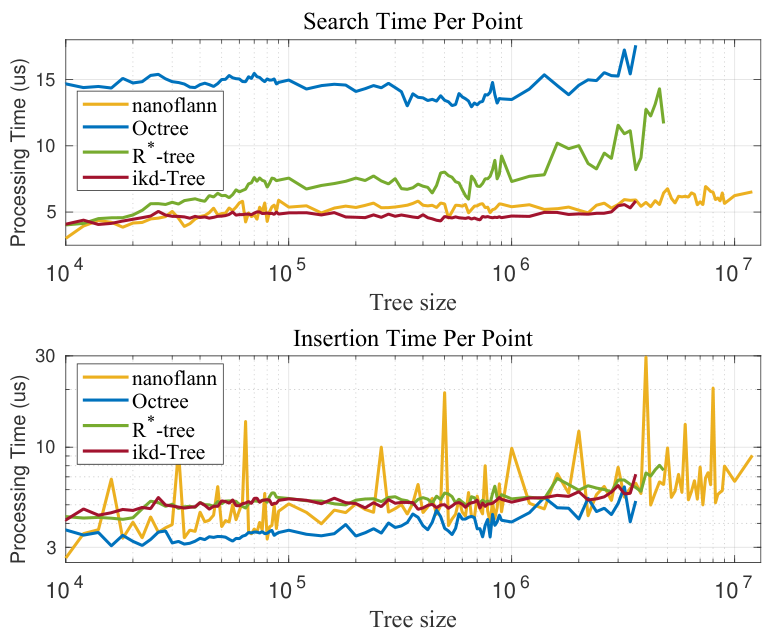 Search Time Per Point
Processing Time (us)
15
10
5
nanoflann
Octree
R*-tree
ikd-Tree
10^4
10^5
10^6
10^7
Tree size
Insertion Time Per Point
Processing Time (us)
30
10
3
nanoflann
Octree
R*-tree
ikd-Tree
10^4
10^5
10^6
10^7
Tree size